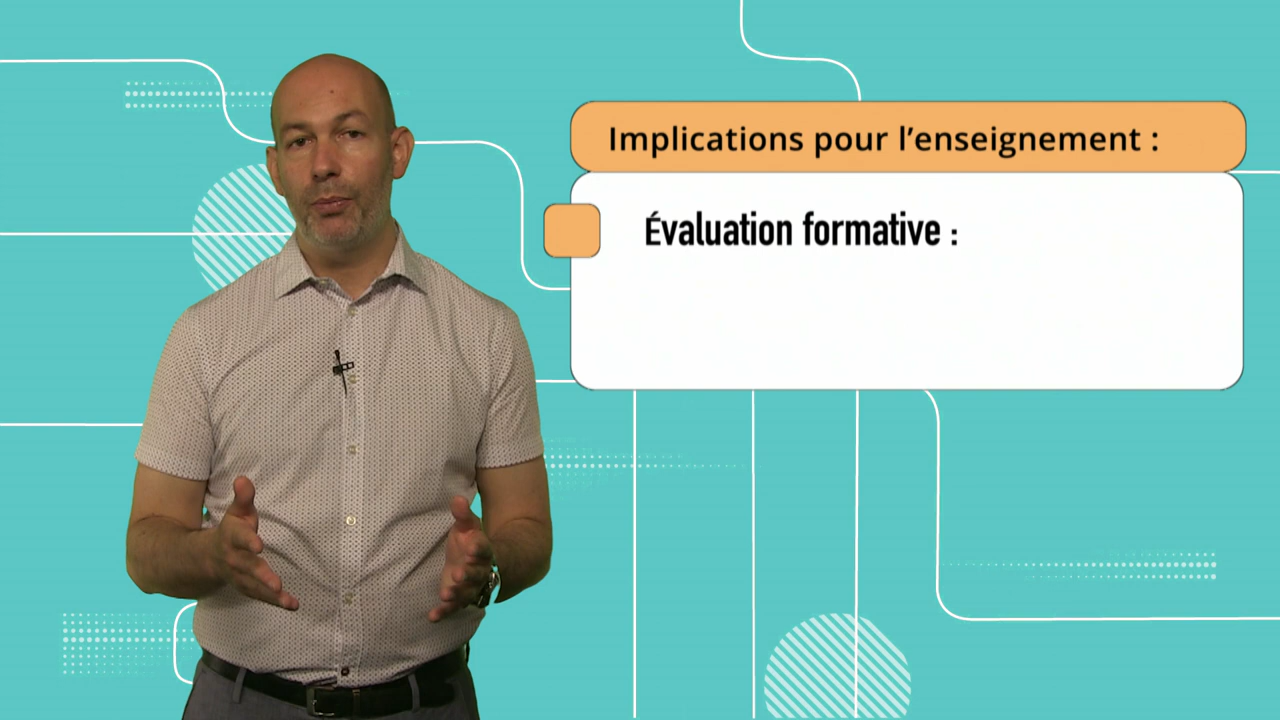 Implications pour l’enseignement :
Évaluation formative :